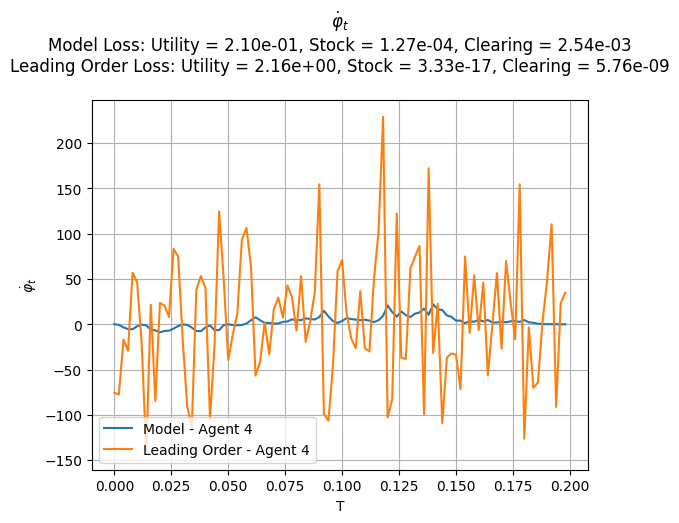 φ̇_t
Model Loss: Utility = 2.10e-01, Stock = 1.27e-04, Clearing = 2.54e-03
Leading Order Loss: Utility = 2.16e+00, Stock = 3.33e-17, Clearing = 5.76e-09
200
150
100
50
0
−50
−100
−150
φ̇_t
Model - Agent 4
Leading Order - Agent 4
0.000 0.025 0.050 0.075 0.100 0.125 0.150 0.175 0.200
T